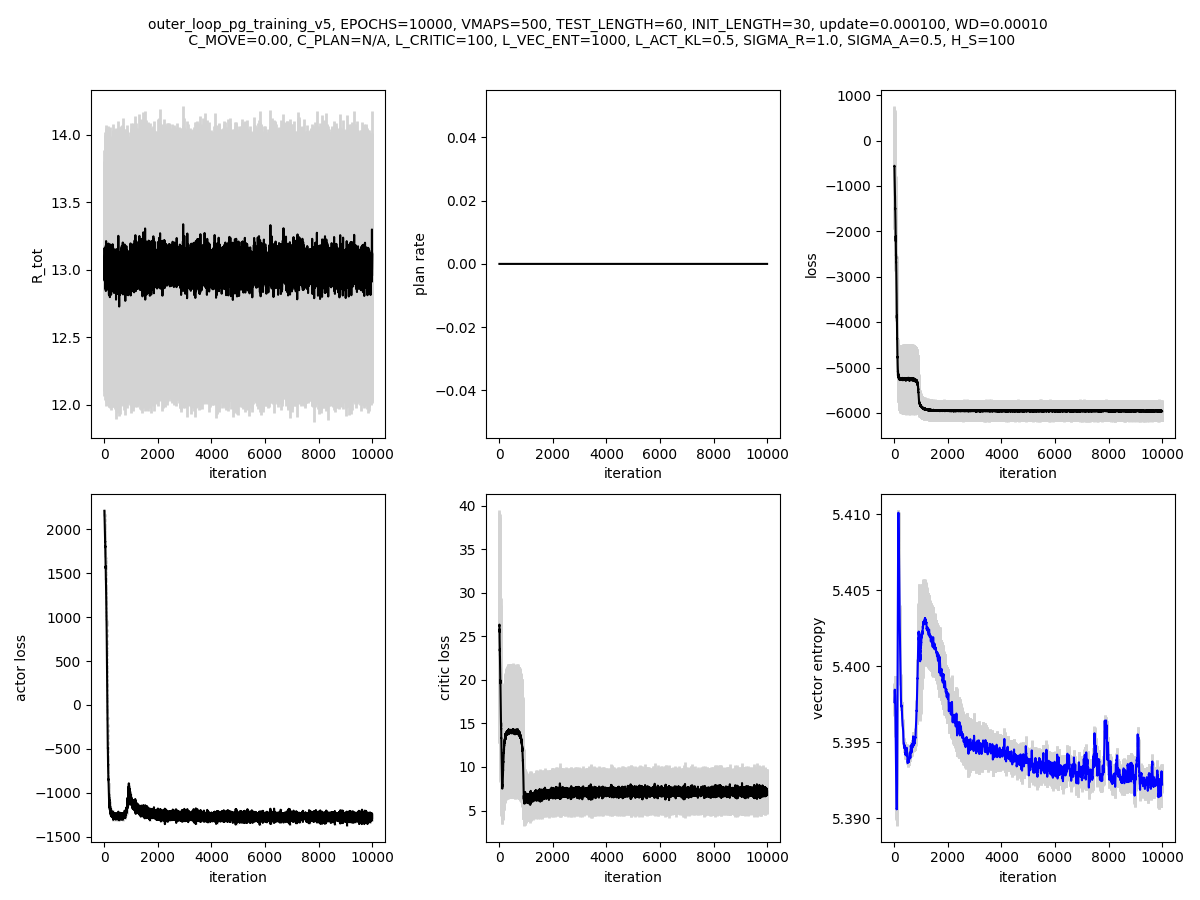 outer_loop_pg_training_v5, EPOCHS=10000, VMAPS=500, TEST_LENGTH=60, INIT_LENGTH=30, update=0.000100, WD=0.00010
C_MOVE=0.00, C_PLAN=N/A, L_CRITIC=100, L_VEC_ENT=1000, L_ACT_KL=0.5, SIGMA_R=1.0, SIGMA_A=0.5, H_S=100
R_tot
14.0
13.5
13.0
12.5
12.0
0 2000 4000 6000 8000 10000
iteration
plan rate
0.04
0.02
0.00
−0.02
−0.04
0 2000 4000 6000 8000 10000
iteration
loss
1000
0
−1000
−2000
−3000
−4000
−5000
−6000
0 2000 4000 6000 8000 10000
iteration
actor loss
2000
1500
1000
500
0
−500
−1000
−1500
0 2000 4000 6000 8000 10000
iteration
critic loss
40
35
30
25
20
15
10
5
0 2000 4000 6000 8000 10000
iteration
vector entropy
5.410
5.405
5.400
5.395
5.390
0 2000 4000 6000 8000 10000
iteration